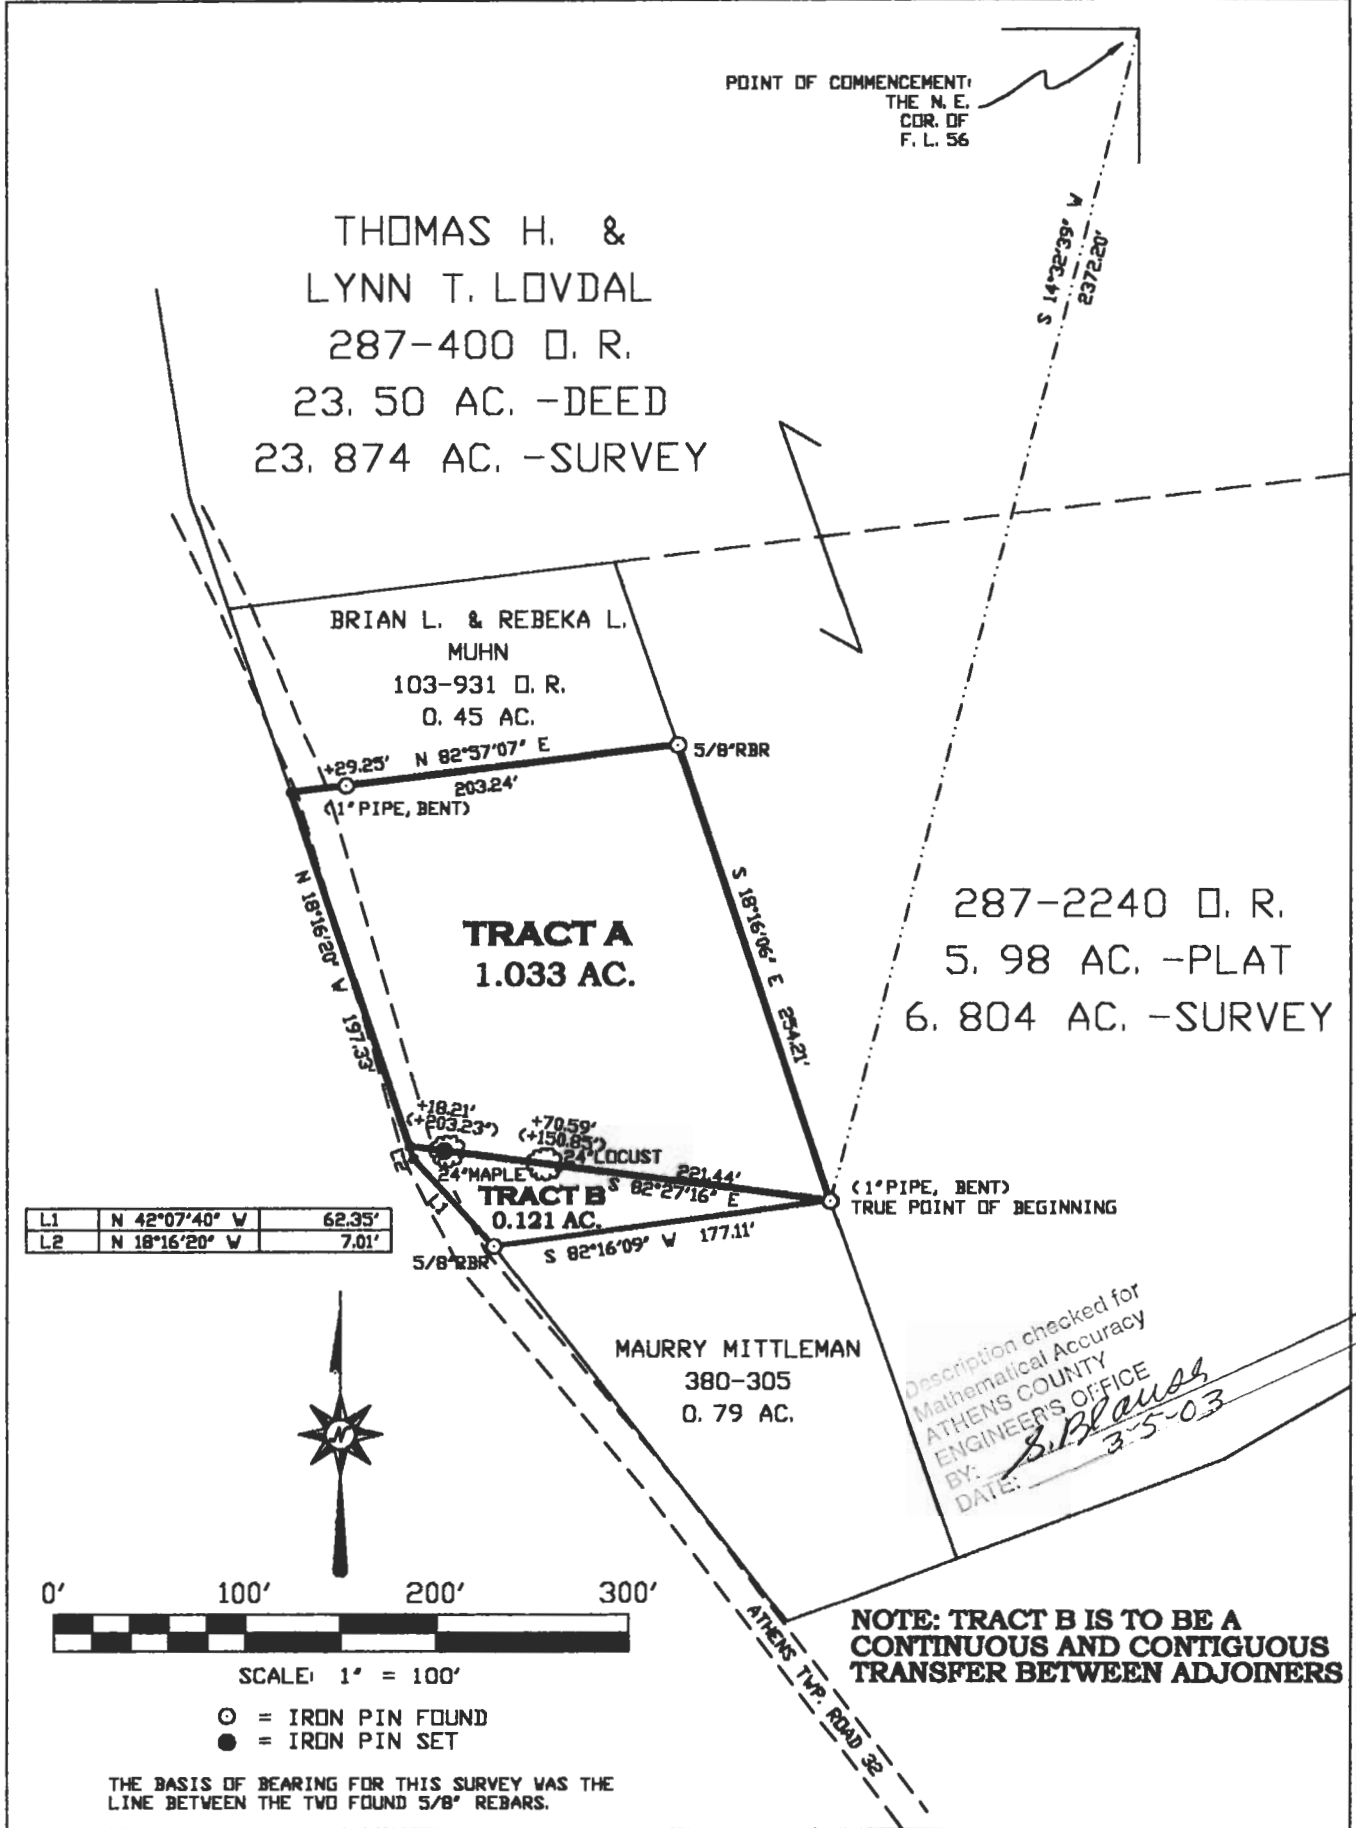 POINT OF COMMENCEMENT:
THE N. E.
COR. OF
F. L. 56
S 14°32'39" W
2372.20'
THOMAS H. &
LYNN T. LOVDAL
287-400 O. R.
23. 50 AC. -DEED
23. 874 AC. -SURVEY
BRIAN L. & REBEKA L.
MUHN
103-931 O. R.
0. 45 AC.
+29.25'
N 82°57'07" E
203.24'
(1" PIPE, BENT)
5/8"RBR
N 18°16'20" W 197.33'
S 18°16'06" E 254.21'
TRACT A
1.033 AC.
287-2240 O. R.
5. 98 AC. -PLAT
6. 804 AC. -SURVEY
+18.21'
(+203.23")
+70.59'
(+150.85')
24"LOCUST
24"MAPLE
221.44'
S 82°27'16" E
L2
L1
TRACT B
0.121 AC.
S 82°16'09" W 177.11'
5/8"RBR
(1"PIPE, BENT)
TRUE POINT OF BEGINNING
L1 N 42°07'40" W 62.35'
L2 N 18°16'20" W 7.01'
MAURRY MITTLEMAN
380-305
0. 79 AC.
Description checked for
Mathematical Accuracy
ATHENS COUNTY
ENGINEER'S OFFICE
BY: S.
DATE: 3-5-03
N
0' 100' 200' 300'
SCALE: 1" = 100'
= IRON PIN FOUND
= IRON PIN SET
THE BASIS OF BEARING FOR THIS SURVEY WAS THE
LINE BETWEEN THE TWO FOUND 5/8" REBARS.
ATHENS TWP. ROAD 32
NOTE: TRACT B IS TO BE A
CONTINUOUS AND CONTIGUOUS
TRANSFER BETWEEN ADJOINERS